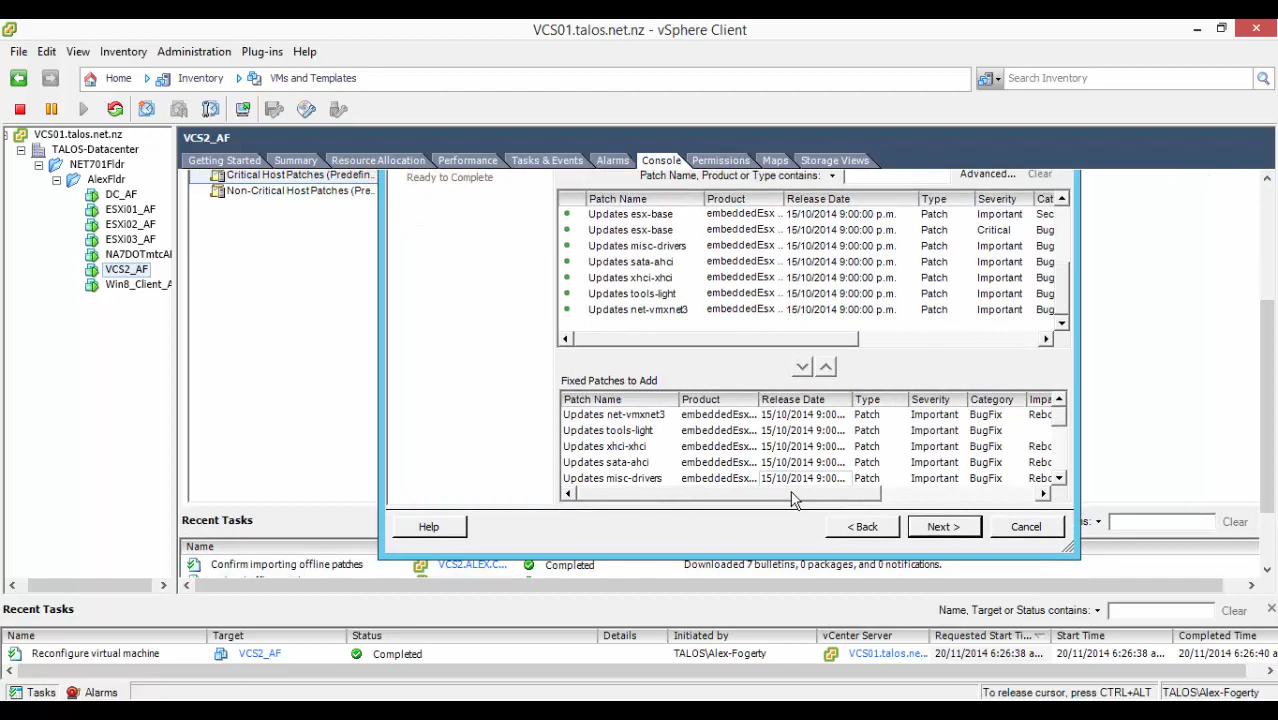 VCS01.talos.net.nz - vSphere Client
File Edit View Inventory Administration Plug-ins Help
Home Inventory VMs and Templates Search Inventory
VCS01.talos.net.nz
TALOS-Datacenter
NET701Fldr
AlexFldr
DC_AF
ESXi01_AF
ESXi02_AF
ESXi03_AF
NA7DOTmtcAl
VCS2_AF
Win8_Client_A
VCS2_AF
Getting Started Summary Resource Allocation Performance Tasks & Events Alarms Console Permissions Maps Storage Views
Critical Host Patches (Predefin...
Non-Critical Host Patches (Pre...
Ready to Complete
Patch Name, Product or Type contains: Advanced... Clear
Patch Name Product Release Date Type Severity Cat
Updates esx-base embeddedEsx ... 15/10/2014 9:00:00 p.m. Patch Important Sec
Updates esx-base embeddedEsx ... 15/10/2014 9:00:00 p.m. Patch Critical Bug
Updates misc-drivers embeddedEsx ... 15/10/2014 9:00:00 p.m. Patch Important Bug
Updates sata-ahci embeddedEsx ... 15/10/2014 9:00:00 p.m. Patch Important Bug
Updates xhci-xhci embeddedEsx ... 15/10/2014 9:00:00 p.m. Patch Important Bug
Updates tools-light embeddedEsx ... 15/10/2014 9:00:00 p.m. Patch Important Bug
Updates net-vmxnet3 embeddedEsx ... 15/10/2014 9:00:00 p.m. Patch Important Bug
Fixed Patches to Add
Patch Name Product Release Date Type Severity Category Impa
Updates net-vmxnet3 embeddedEsx... 15/10/2014 9:00... Patch Important BugFix Rebc
Updates tools-light embeddedEsx... 15/10/2014 9:00... Patch Important BugFix
Updates xhci-xhci embeddedEsx... 15/10/2014 9:00... Patch Important BugFix Rebc
Updates sata-ahci embeddedEsx... 15/10/2014 9:00... Patch Important BugFix Rebc
Updates misc-drivers embeddedEsx... 15/10/2014 9:00... Patch Important BugFix Rebc
Help < Back Next > Cancel
Recent Tasks
ns: Clear
Name
Confirm importing offline patches VCS2.ALEX.C... Completed Downloaded 7 bulletins, 0 packages, and 0 notifications.
Recent Tasks Name, Target or Status contains: Clear
Name Target Status Details Initiated by vCenter Server Requested Start Ti... Start Time Completed Time
Reconfigure virtual machine VCS2_AF Completed TALOS\Alex-Fogerty VCS01.talos.ne... 20/11/2014 6:26:38 a... 20/11/2014 6:26:38 a... 20/11/2014 6:26:40 a
Tasks Alarms To release cursor, press CTRL+ALT TALOS\Alex-Fogerty